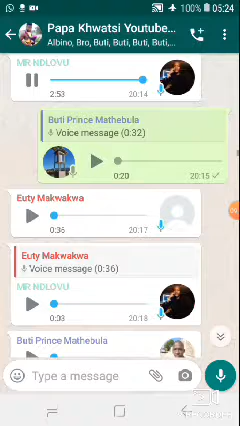 100% 05:24
Papa Khwatsi Youtube...
Albino, Bro, Buti, Buti, Buti, Buti,...
MR NDLOVU
2:53 20:14
Buti Prince Mathebula
Voice message (0:32)
0:20 20:15
Euty Makwakwa
0:36 20:17
Euty Makwakwa
Voice message (0:36)
MR NDLOVU
0:03 20:18
Buti Prince Mathebula
Type a message